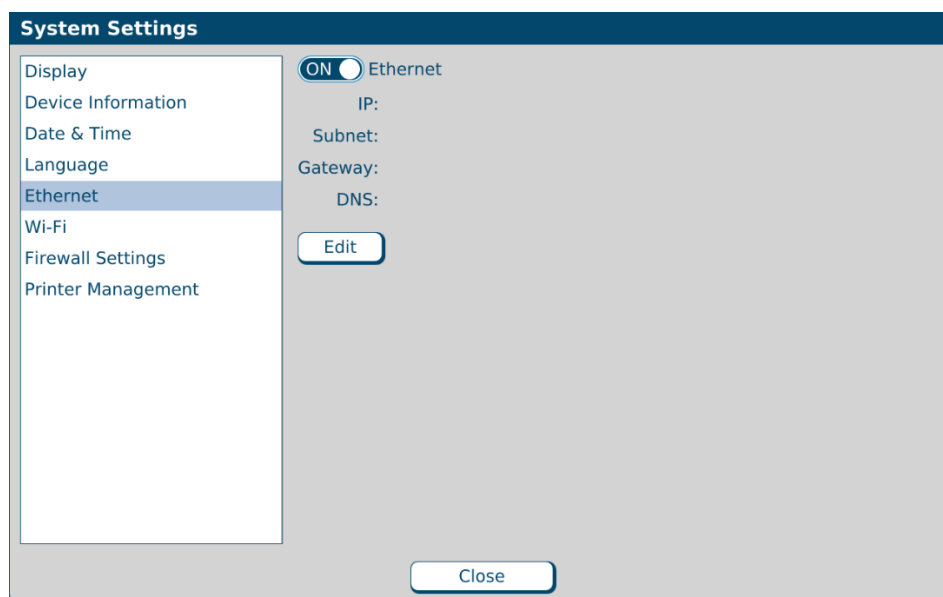 System Settings
Display
Device Information
Date & Time
Language
Ethernet
Wi-Fi
Firewall Settings
Printer Management
ON Ethernet
IP:
Subnet:
Gateway:
DNS:
Edit
Close